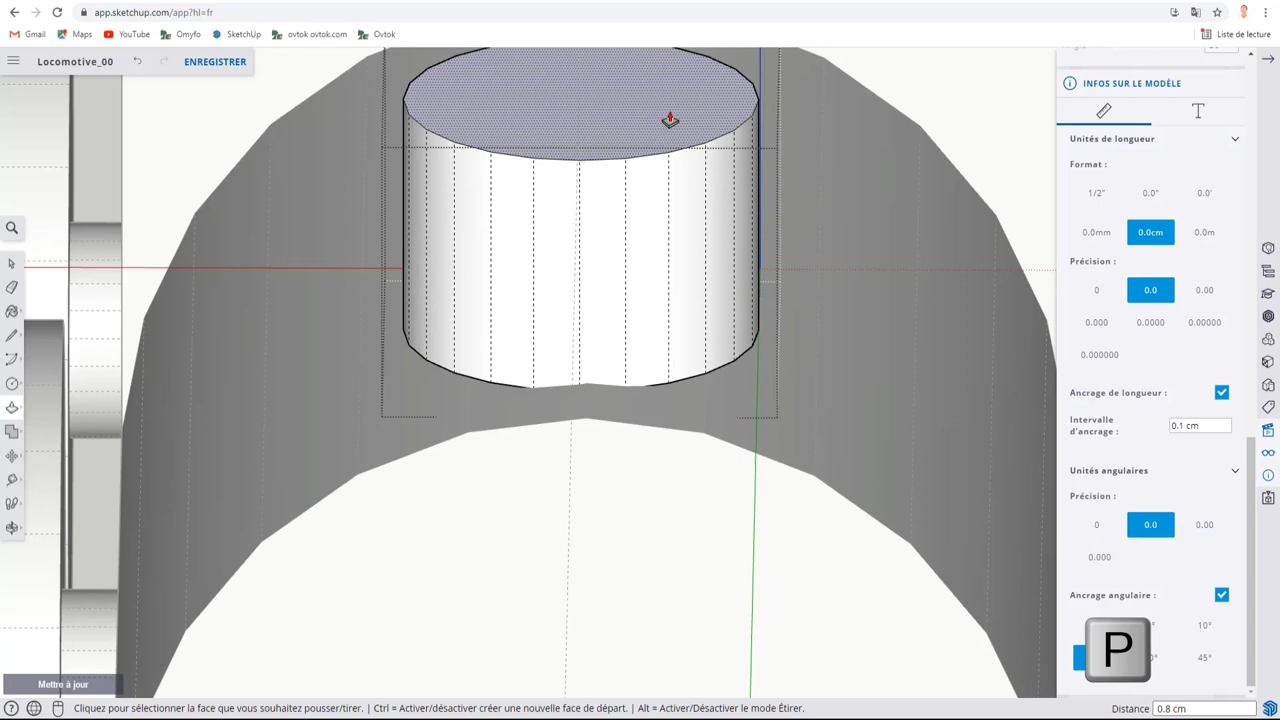 app.sketchup.com/app?hl=fr
Gmail Maps YouTube Omyfo SketchUp ovtok ovtok.com Ovtok Liste de lecture
Locomotive_00 ENREGISTRER
INFOS SUR LE MODÈLE
Unités de longueur
Format :
1/2" 0.0" 0.0'
0.0mm 0.0cm 0.0m
Précision :
0 0.0 0.00
0.000 0.0000 0.00000
0.000000
Ancrage de longueur :
Intervalle
d'ancrage : 0.1 cm
Unités angulaires
Précision :
0 0.0 0.00
0.000
Ancrage angulaire :
10°
45°
P
Mettre à jour
Cliquez pour sélectionner la face que vous souhaitez pousser/tirer. | Ctrl = Activer/désactiver créer une nouvelle face de départ. | Alt = Activer/Désactiver le mode Étirer. Distance 0.8 cm